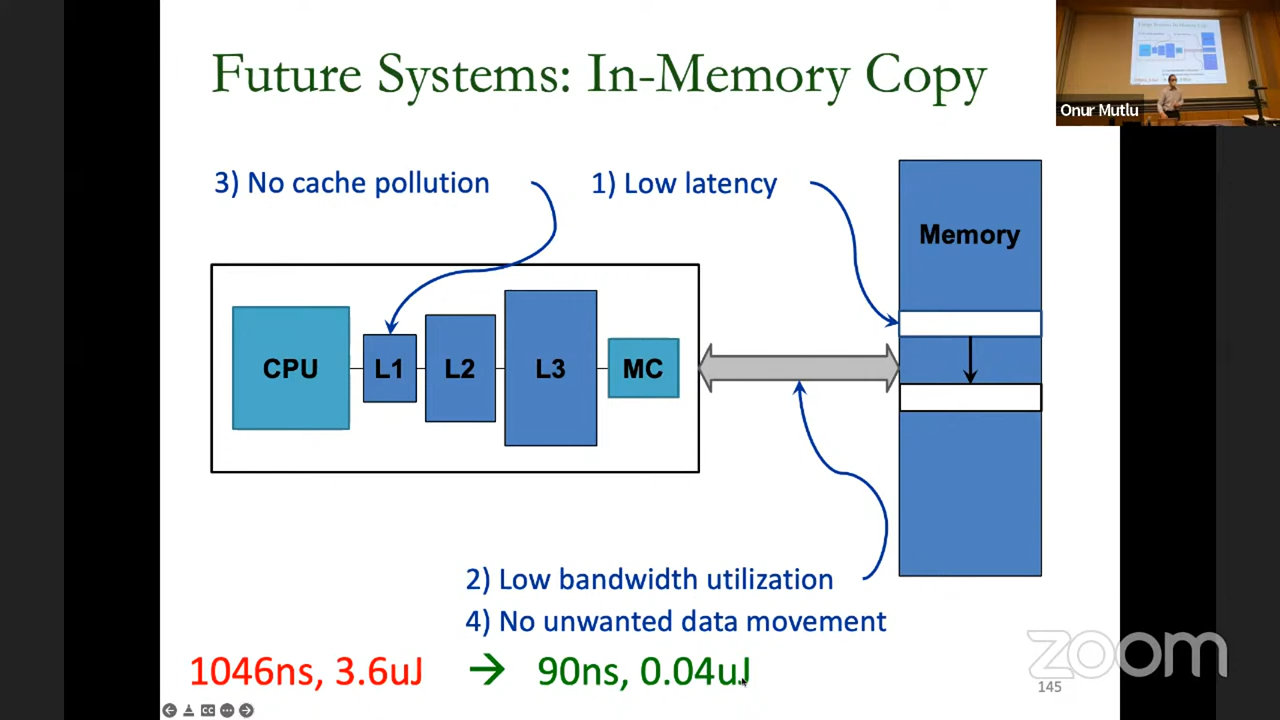 Future Systems: In-Memory Copy
Onur Mutlu
3) No cache pollution
1) Low latency
Memory
CPU
L1
L2
L3
MC
2) Low bandwidth utilization
4) No unwanted data movement
1046ns, 3.6uJ → 90ns, 0.04uJ
zoom
145